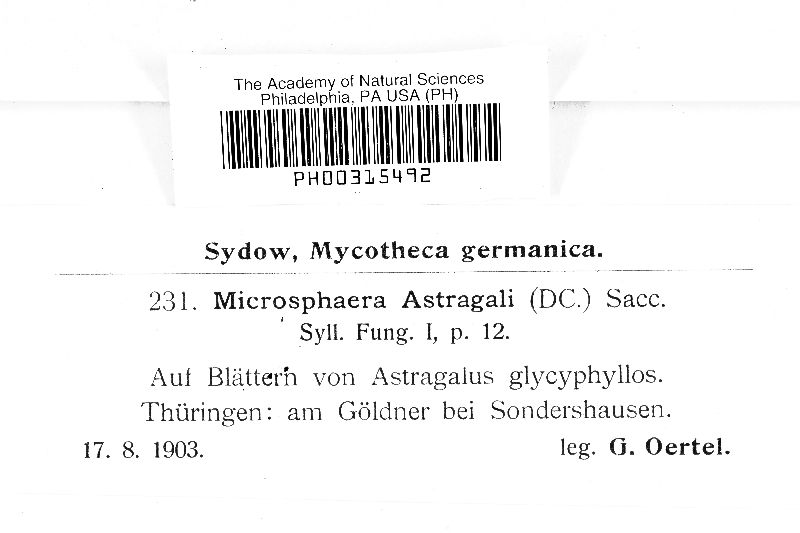 The Academy of Natural Sciences
Philadelphia, PA USA (PH)
PH00315492
Sydow, Mycotheca germanica.
231. Microsphaera Astragali (DC.) Sacc.
Syll. Fung. I, p. 12.
Auf Blättern von Astragalus glycyphyllos.
Thüringen: am Göldner bei Sondershausen.
17. 8. 1903. leg. G. Oertel.